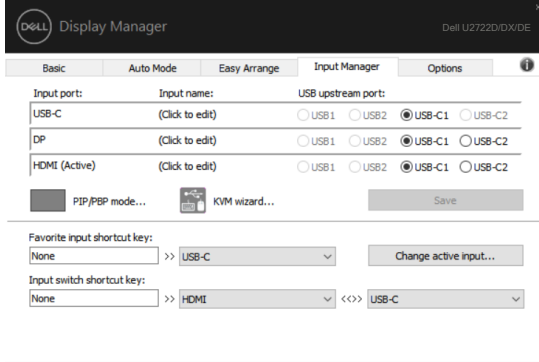 DELL Display Manager
Dell U2722D/DX/DE
Basic Auto Mode Easy Arrange Input Manager Options
Input port: Input name: USB upstream port:
USB-C (Click to edit) USB1 USB2 USB-C1 USB-C2
DP (Click to edit) USB1 USB2 USB-C1 USB-C2
HDMI (Active) (Click to edit) USB1 USB2 USB-C1 USB-C2
PIP/PBP mode... KVM wizard... Save
Favorite input shortcut key:
None >> USB-C Change active input...
Input switch shortcut key:
None >> HDMI <<>> USB-C